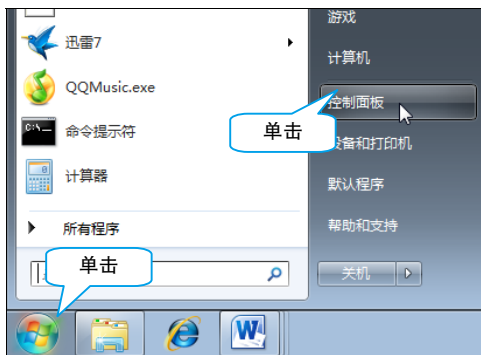 游戏
迅雷7
计算机
QQMusic.exe
控制面板
C:\
命令提示符
单击
设备和打印机
计算器
默认程序
所有程序
帮助和支持
单击
关机
W